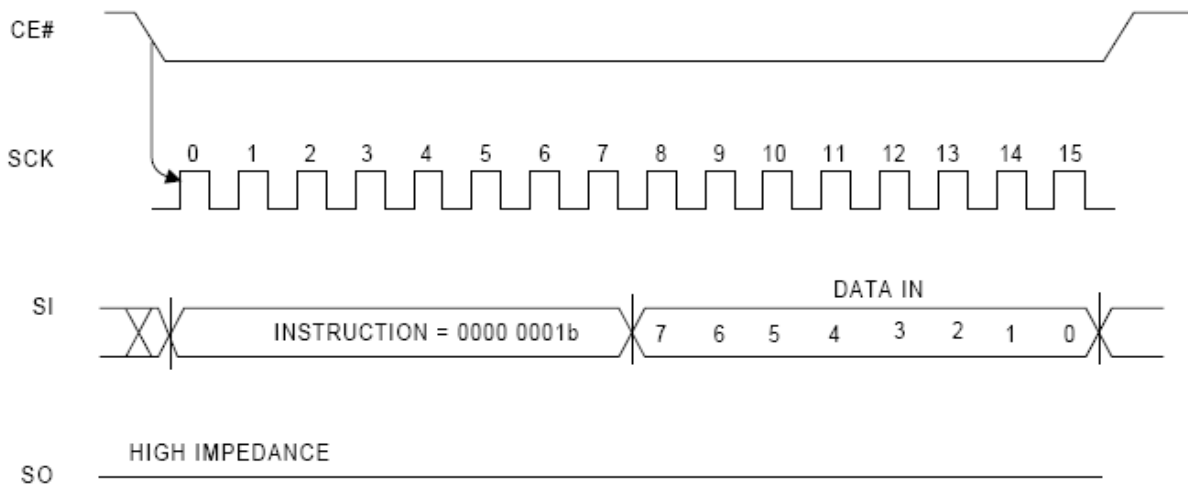 CE#
SCK
0 1 2 3 4 5 6 7 8 9 10 11 12 13 14 15
SI
DATA IN
INSTRUCTION = 0000 0001b
7 6 5 4 3 2 1 0
HIGH IMPEDANCE
SO